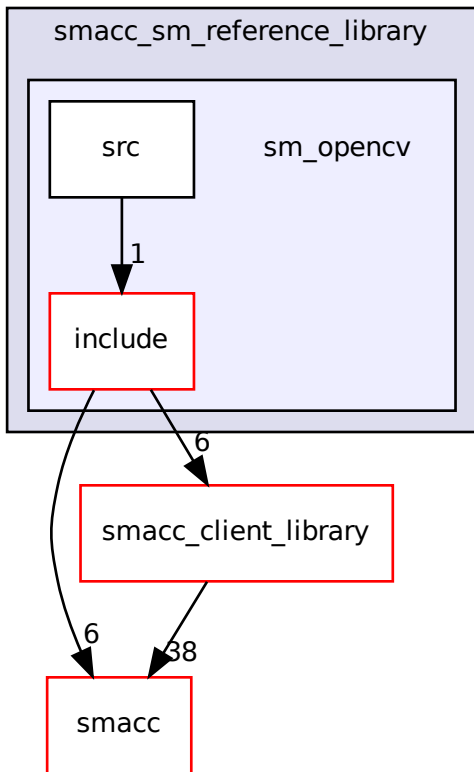 smacc_sm_reference_library
src
sm_opencv
1
include
6
smacc_client_library
6
38
smacc